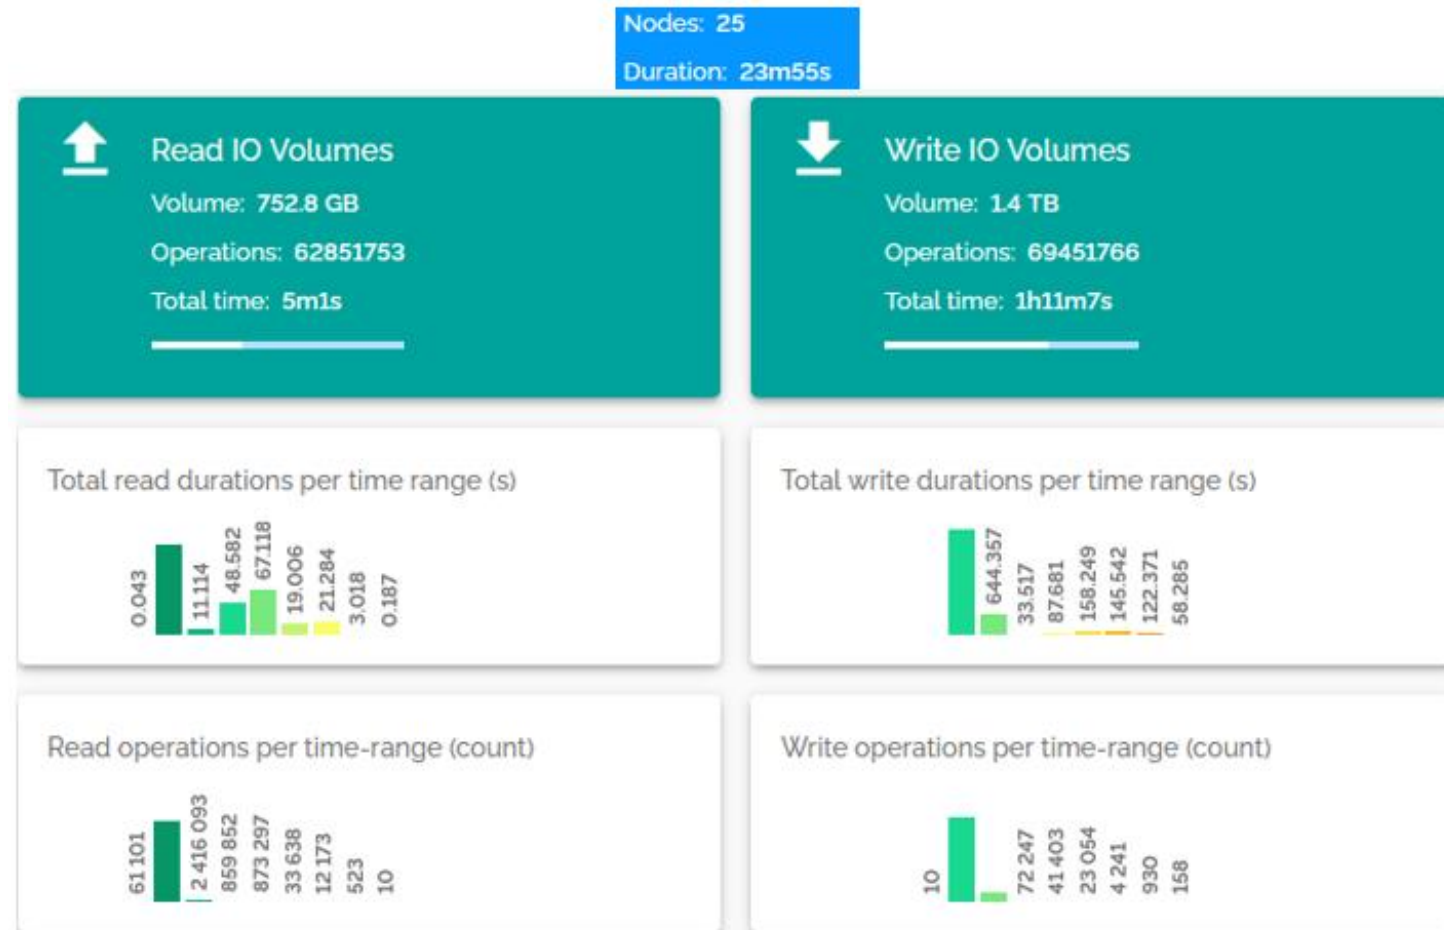 Nodes: 25
Duration: 23m55s
Read IO Volumes
Volume: 752.8 GB
Operations: 62851753
Total time: 5m1s
Write IO Volumes
Volume: 1.4 TB
Operations: 69451766
Total time: 1h11m7s
Total read durations per time range (s)
0.043
11.114
48.582
67.118
19.006
21.284
3.018
0.187
Total write durations per time range (s)
644.357
33.517
87.681
158.249
145.542
122.371
58.285
Read operations per time-range (count)
61 101
2 416 093
859 852
873 297
33 638
12 173
523
10
Write operations per time-range (count)
10
72 247
41 403
23 054
4 241
930
158